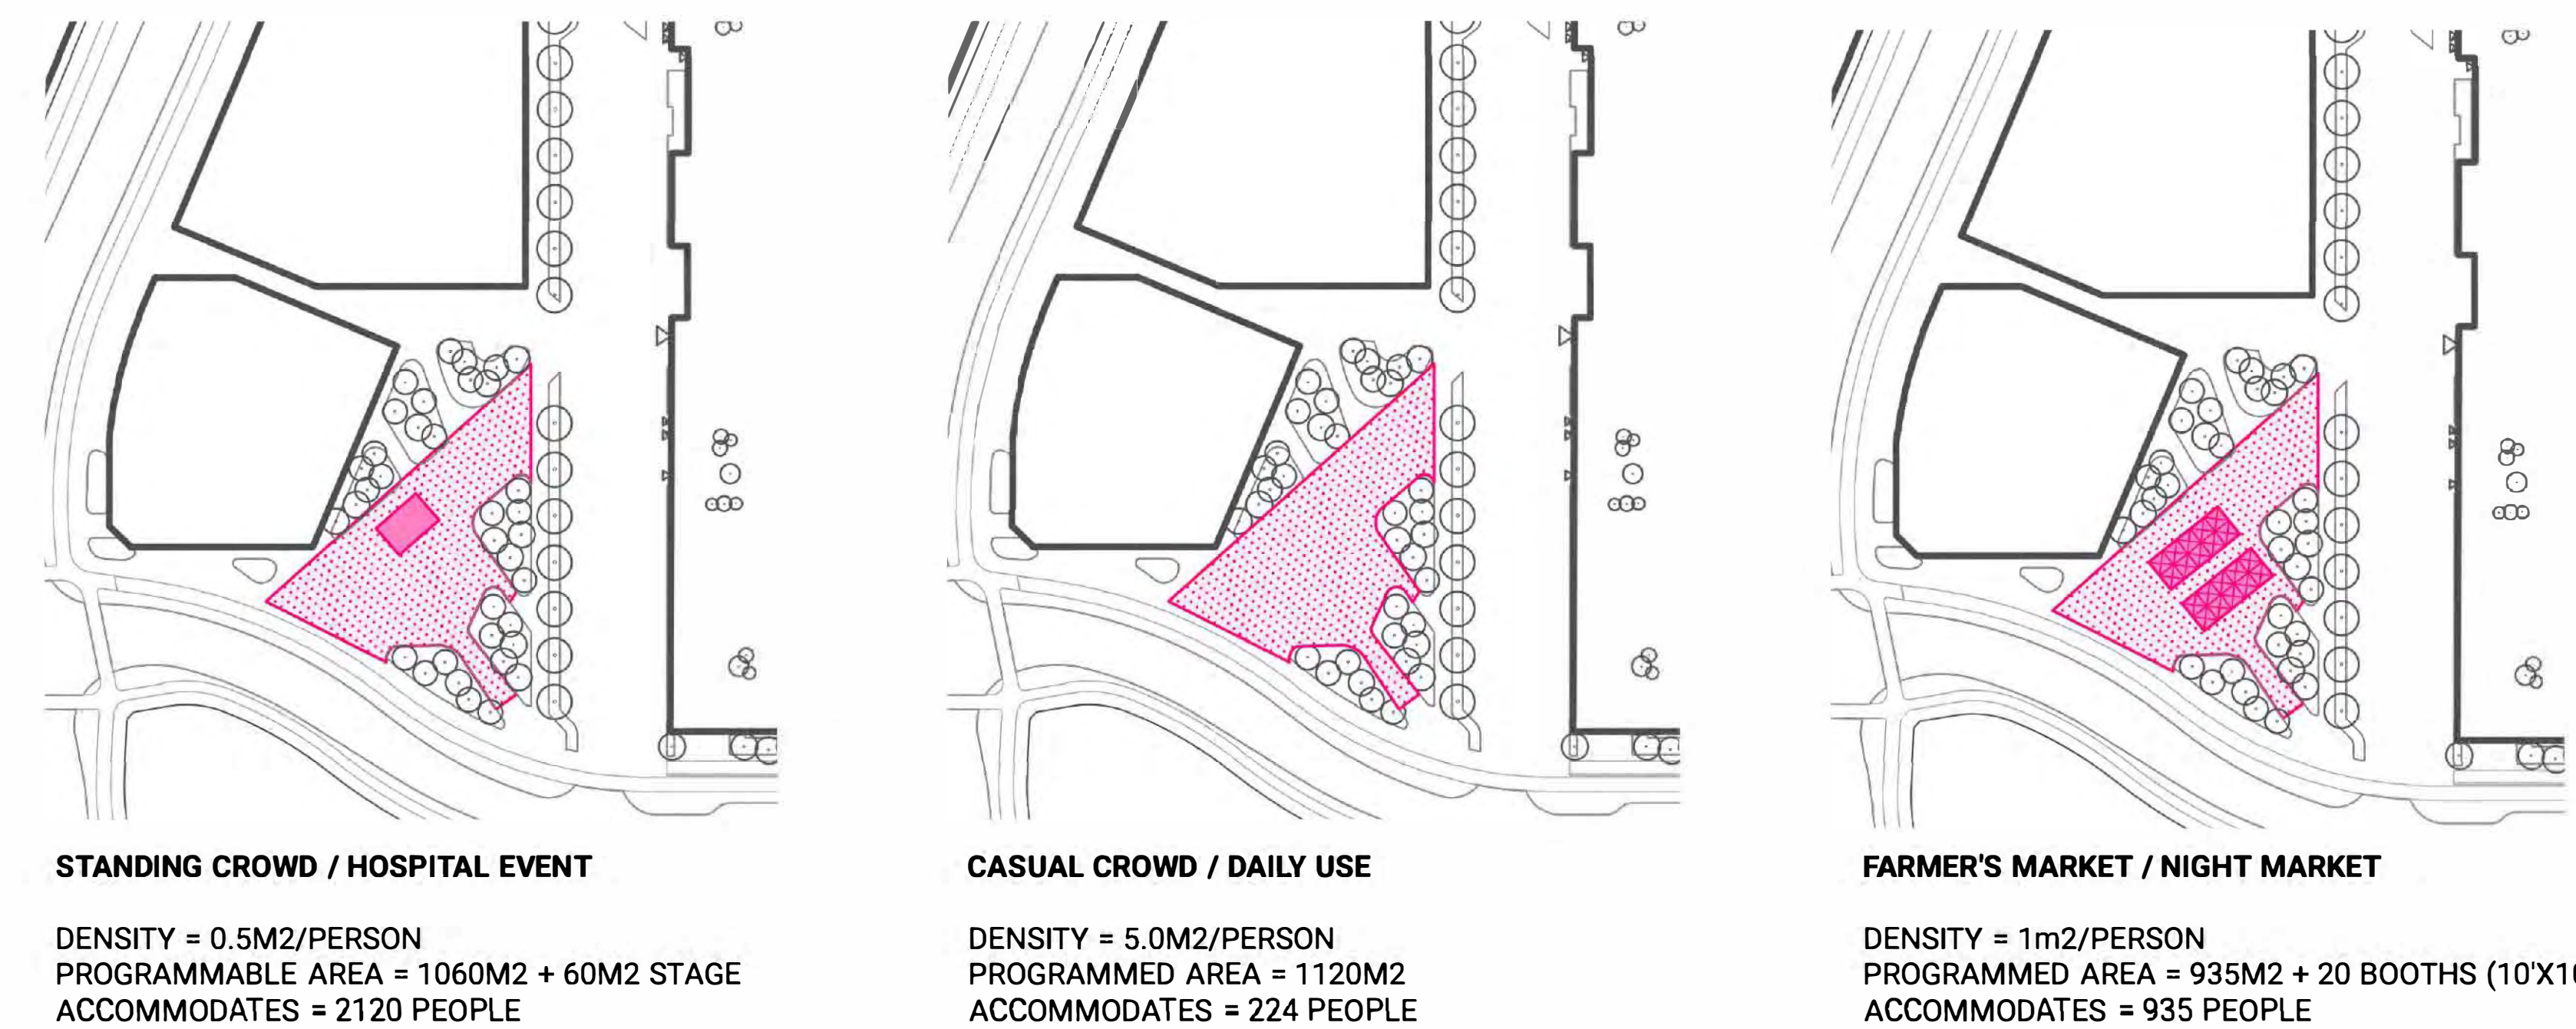 STANDING CROWD / HOSPITAL EVENT
DENSITY = 0.5M2/PERSON
PROGRAMMABLE AREA = 1060M2 + 60M2 STAGE
ACCOMMODATES = 2120 PEOPLE
CASUAL CROWD / DAILY USE
DENSITY = 5.0M2/PERSON
PROGRAMMED AREA = 1120M2
ACCOMMODATES = 224 PEOPLE
FARMER'S MARKET / NIGHT MARKET
DENSITY = 1m2/PERSON
PROGRAMMED AREA = 935M2 + 20 BOOTHS
ACCOMMODATES = 935 PEOPLE